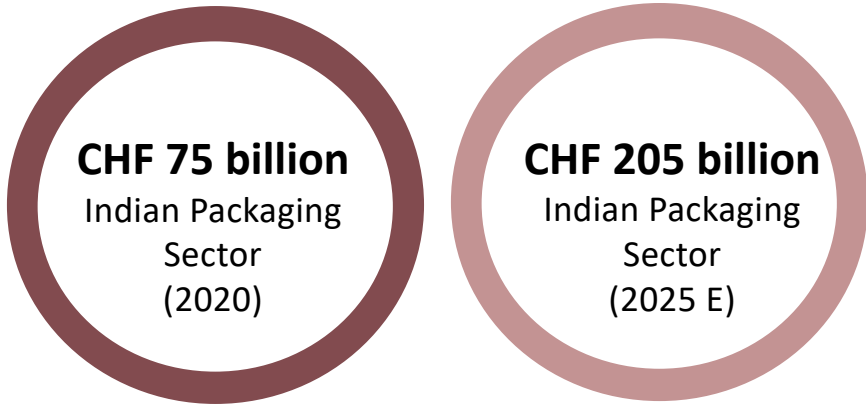 CHF 75 billion
Indian Packaging
Sector
(2020)
CHF 205 billion
Indian Packaging
Sector
(2025 E)